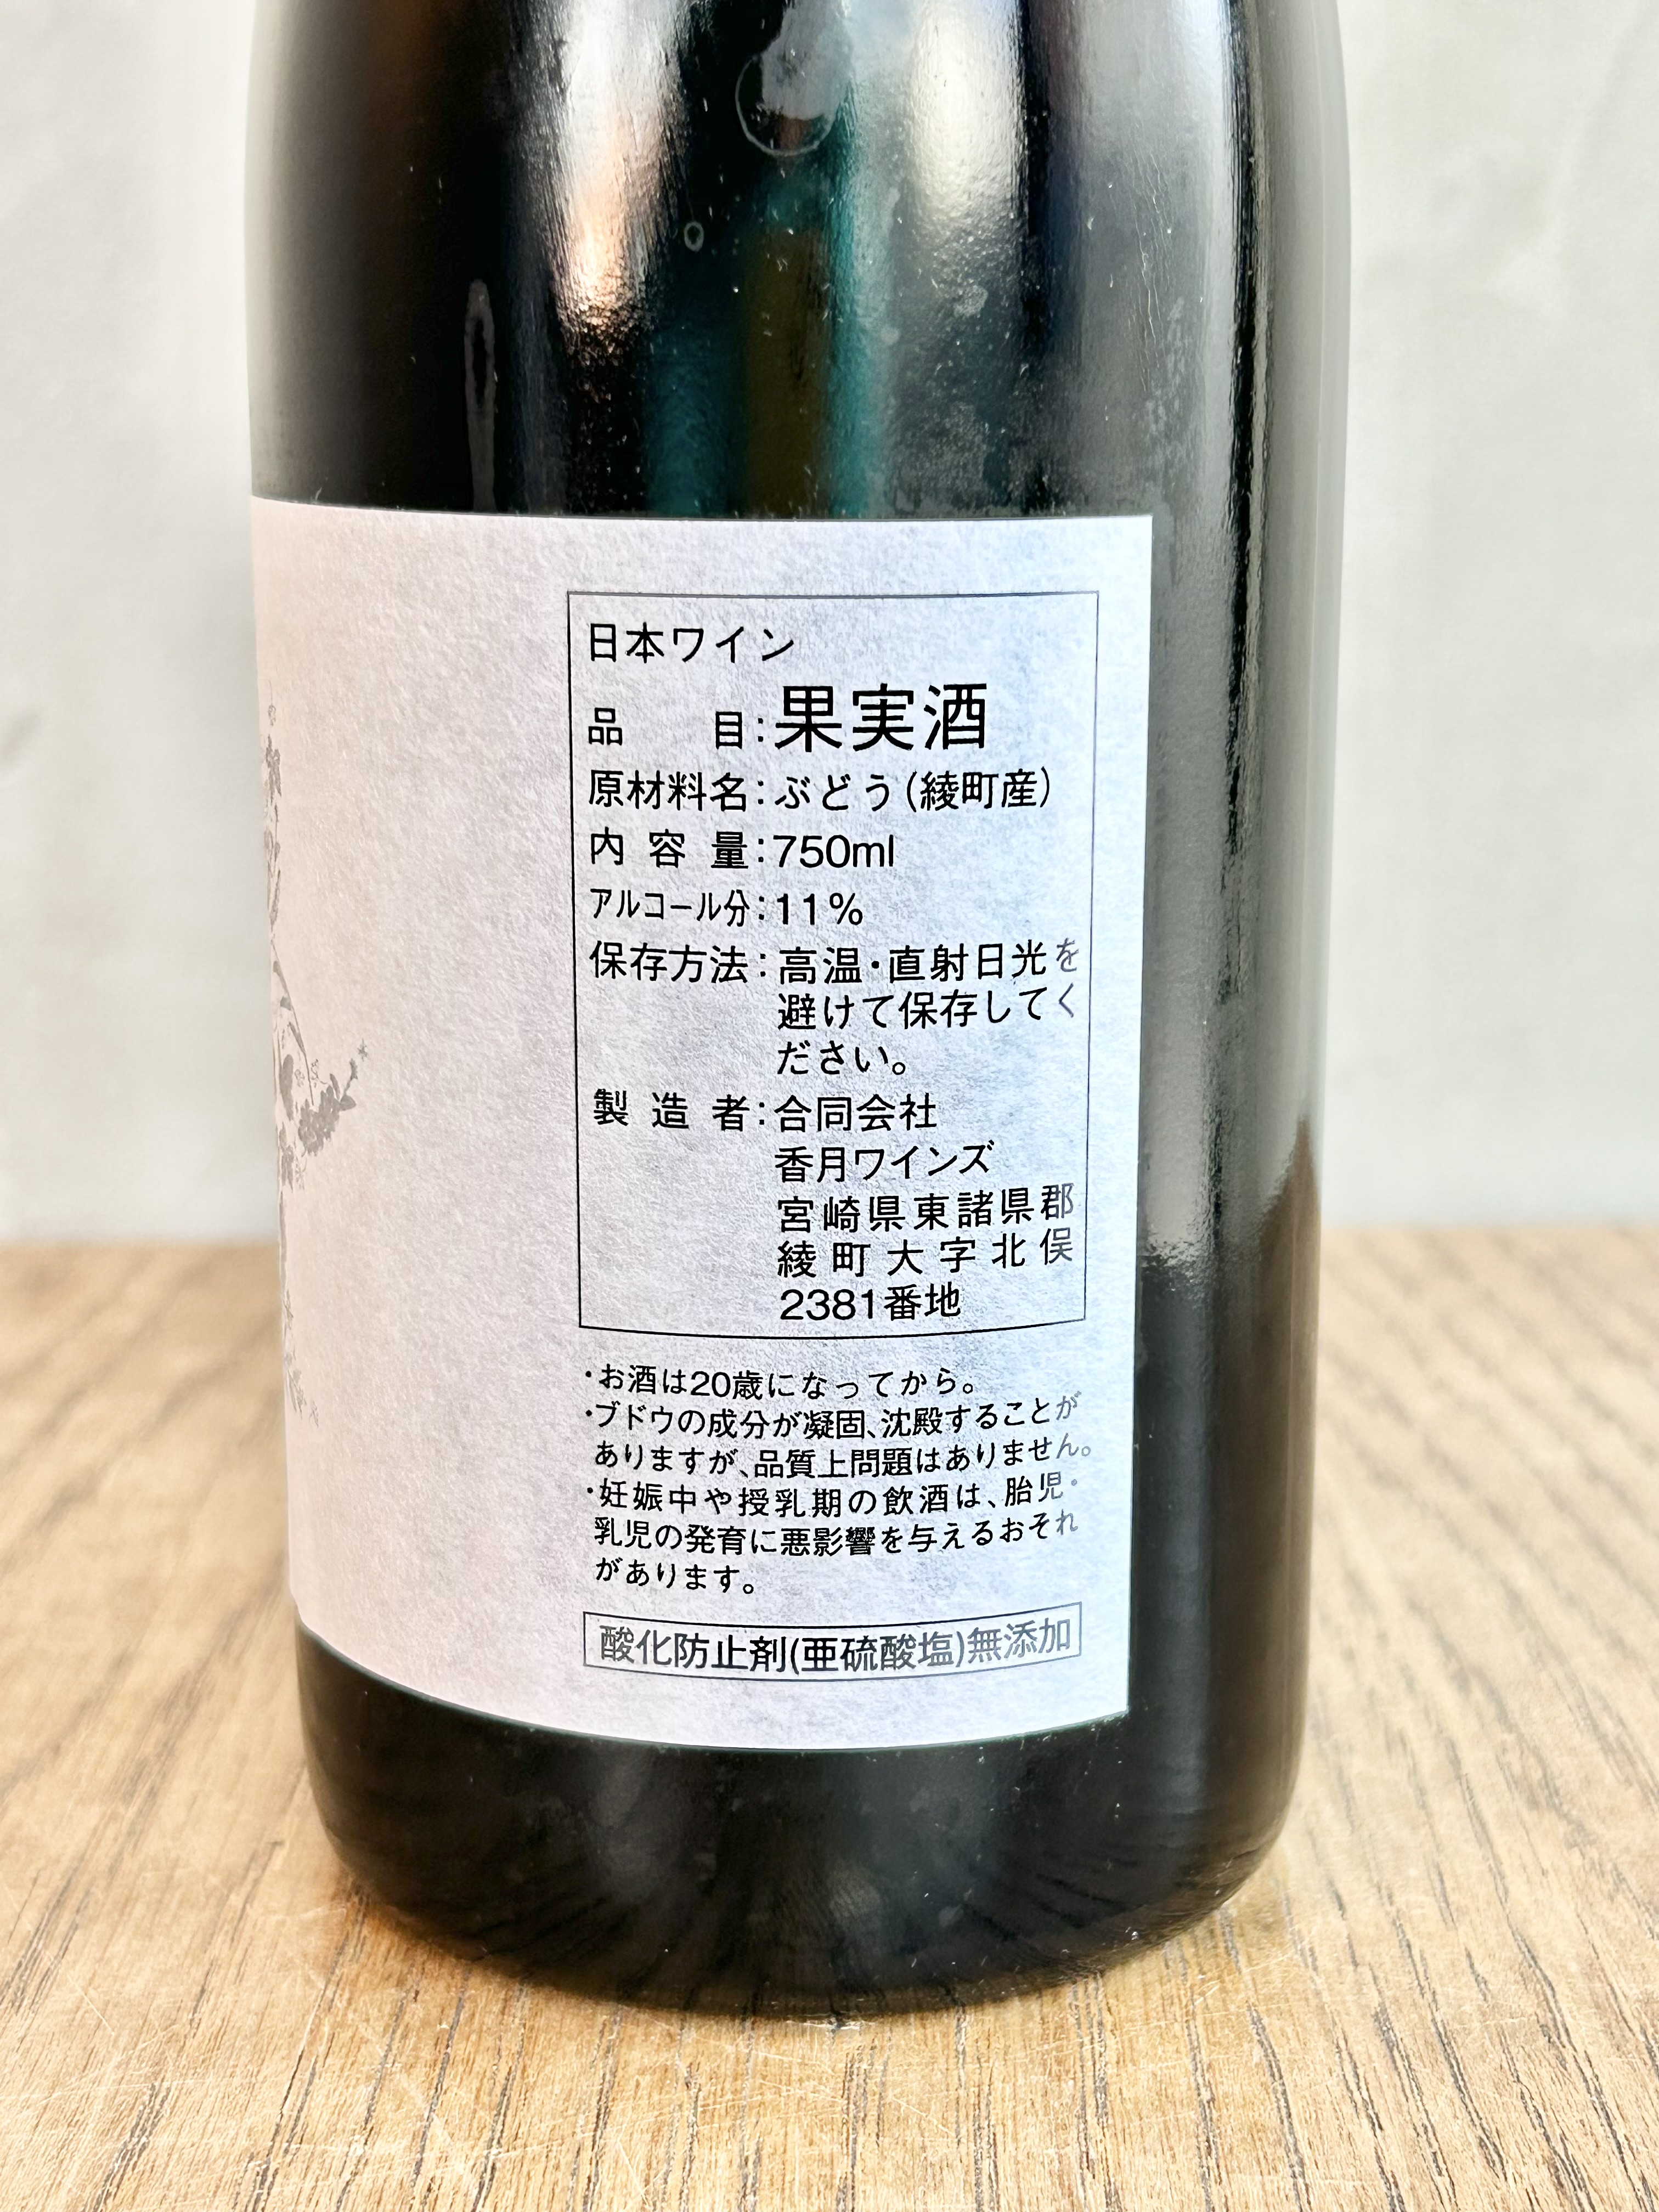 日本ワイン
品 目:果実酒
原材料名:ぶどう(綾町産)
内容量:750ml
アルコール分:11%
保存方法:高温・直射日光を
避けて保存してく
ださい。
製造者:合同会社
香月ワインズ
宮崎県東諸県郡
綾町大字北俣
2381番地
・お酒は20歳になってから。
・ブドウの成分が凝固、沈殿することが
ありますが、品質上問題はありません。
・妊娠中や授乳期の飲酒は、胎児・
乳児の発育に悪影響を与えるおそれ
があります。
酸化防止剤(亜硫酸塩)無添加